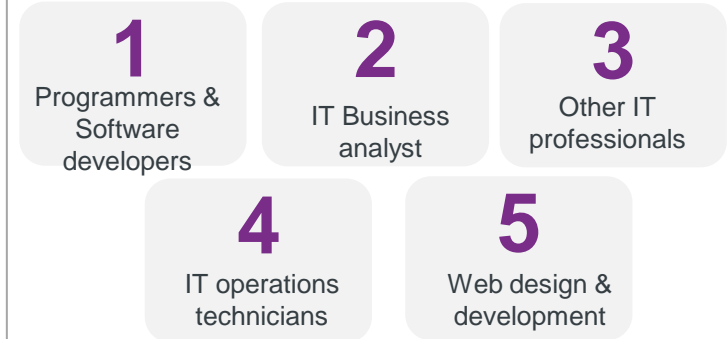 1
Programmers &
Software
developers
2
IT Business
analyst
3
Other IT
professionals
4
IT operations
technicians
5
Web design &
development